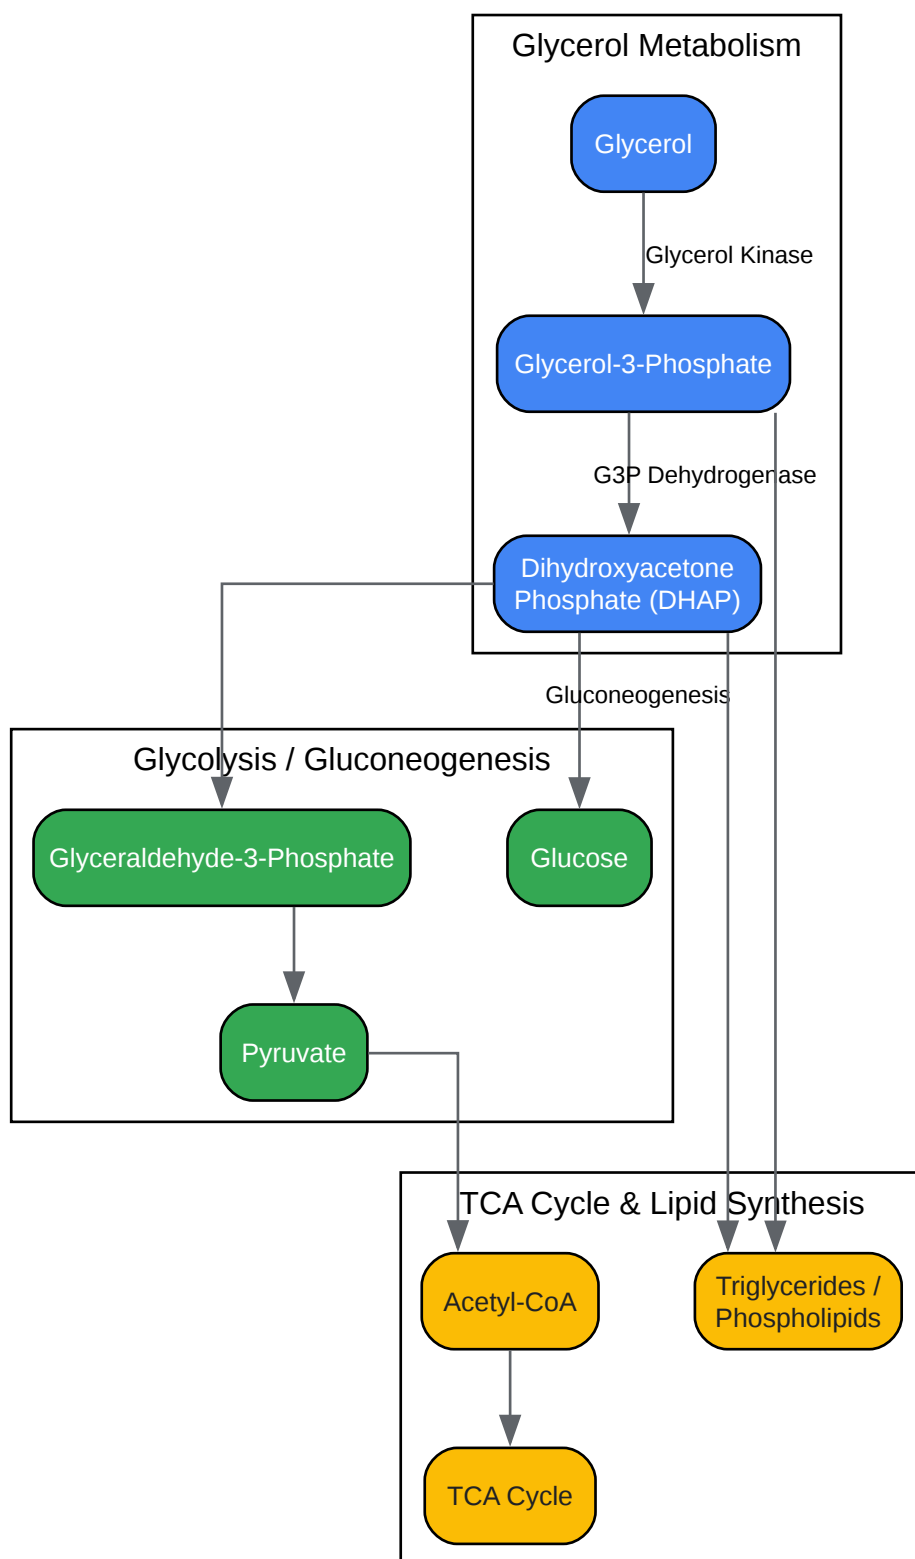 Glycerol Metabolism
Glycerol
Glycerol Kinase
Glycerol-3-Phosphate
G3P Dehydrogenase
Dihydroxyacetone
Phosphate (DHAP)
Gluconeogenesis
Glycolysis / Gluconeogenesis
Glyceraldehyde-3-Phosphate
Glucose
Pyruvate
TCA Cycle & Lipid Synthesis
Acetyl-CoA
Triglycerides /
Phospholipids
TCA Cycle